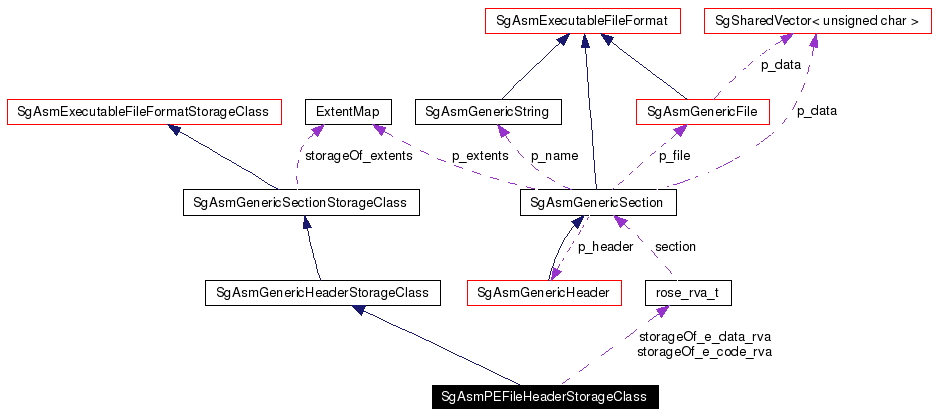 SgAsmExecutableFileFormat
SgSharedVector< unsigned char >
p_data
SgAsmExecutableFileFormatStorageClass
ExtentMap
SgAsmGenericString
SgAsmGenericFile
p_data
storageOf_extents
p_extents
p_name
p_file
SgAsmGenericSectionStorageClass
SgAsmGenericSection
p_header
section
SgAsmGenericHeaderStorageClass
SgAsmGenericHeader
rose_rva_t
storageOf_e_data_rva
storageOf_e_code_rva
SgAsmPEFileHeaderStorageClass